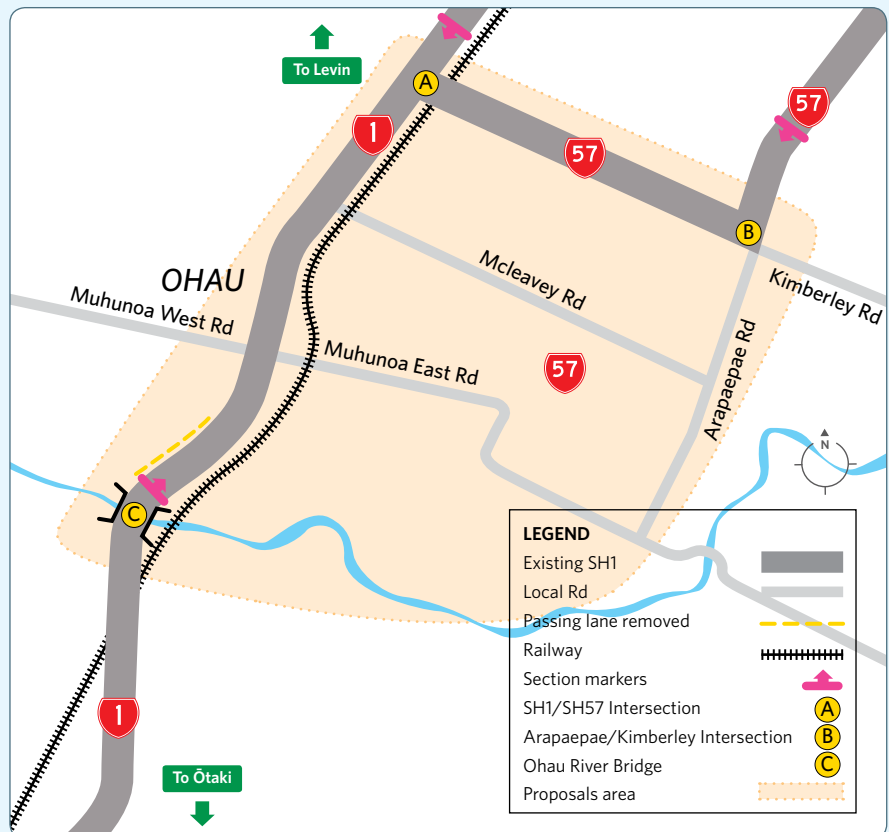 To Levin
A
1
57
57
B
OHAU
Mcleavey Rd
Kimberley Rd
Muhunoa West Rd
Muhunoa East Rd
57
Arapaepae Rd
N
C
1
To Ōtaki
LEGEND
Existing SH1
Local Rd
Passing lane removed
Railway
Section markers
SH1/SH57 Intersection A
Arapaepae/Kimberley Intersection B
Ohau River Bridge C
Proposals area